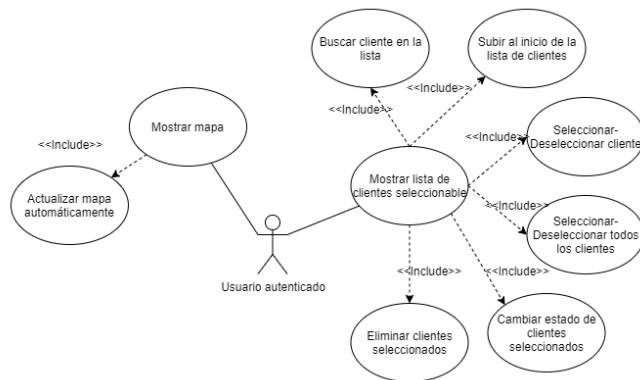 Buscar cliente en la
lista
Subir al inicio de la
lista de clientes
<<Include>>
<<Include>>
Mostrar mapa
<<Include>>
Seleccionar-
Deseleccionar cliente
<<Include>>
Actualizar mapa
automáticamente
Mostrar lista de
clientes seleccionable
<<Include>>
Seleccionar-
Deseleccionar todos
los clientes
Usuario autenticado
<<Include>>
<<Include>>
Eliminar clientes
seleccionados
Cambiar estado de
clientes
seleccionados